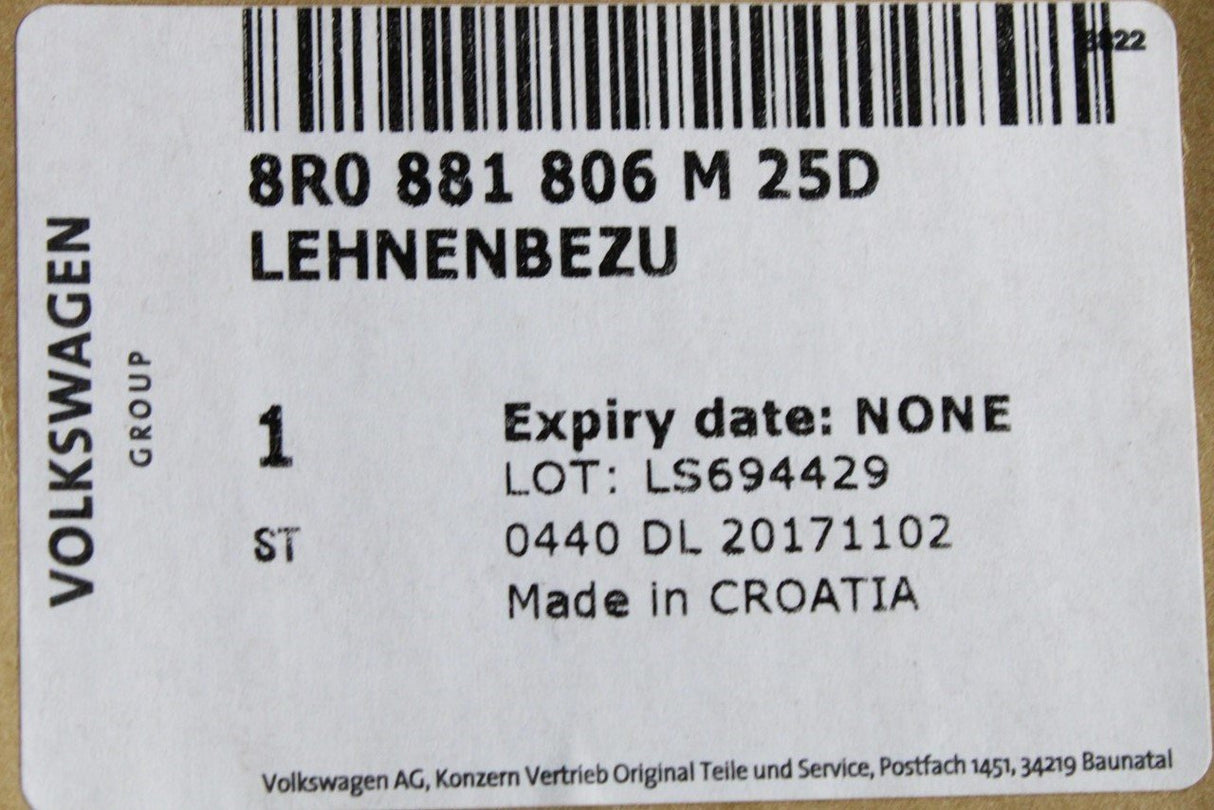 8R0 881 806 M 25D
LEHNENBEZU
VOLKSWAGEN
GROUP
1
ST
Expiry date: NONE
LOT: LS694429
0440 DL 20171102
Made in CROATIA
Volkswagen AG, Konzern Vertrieb Original Teile und Service, Postfach 1451, 34219 Baunatal